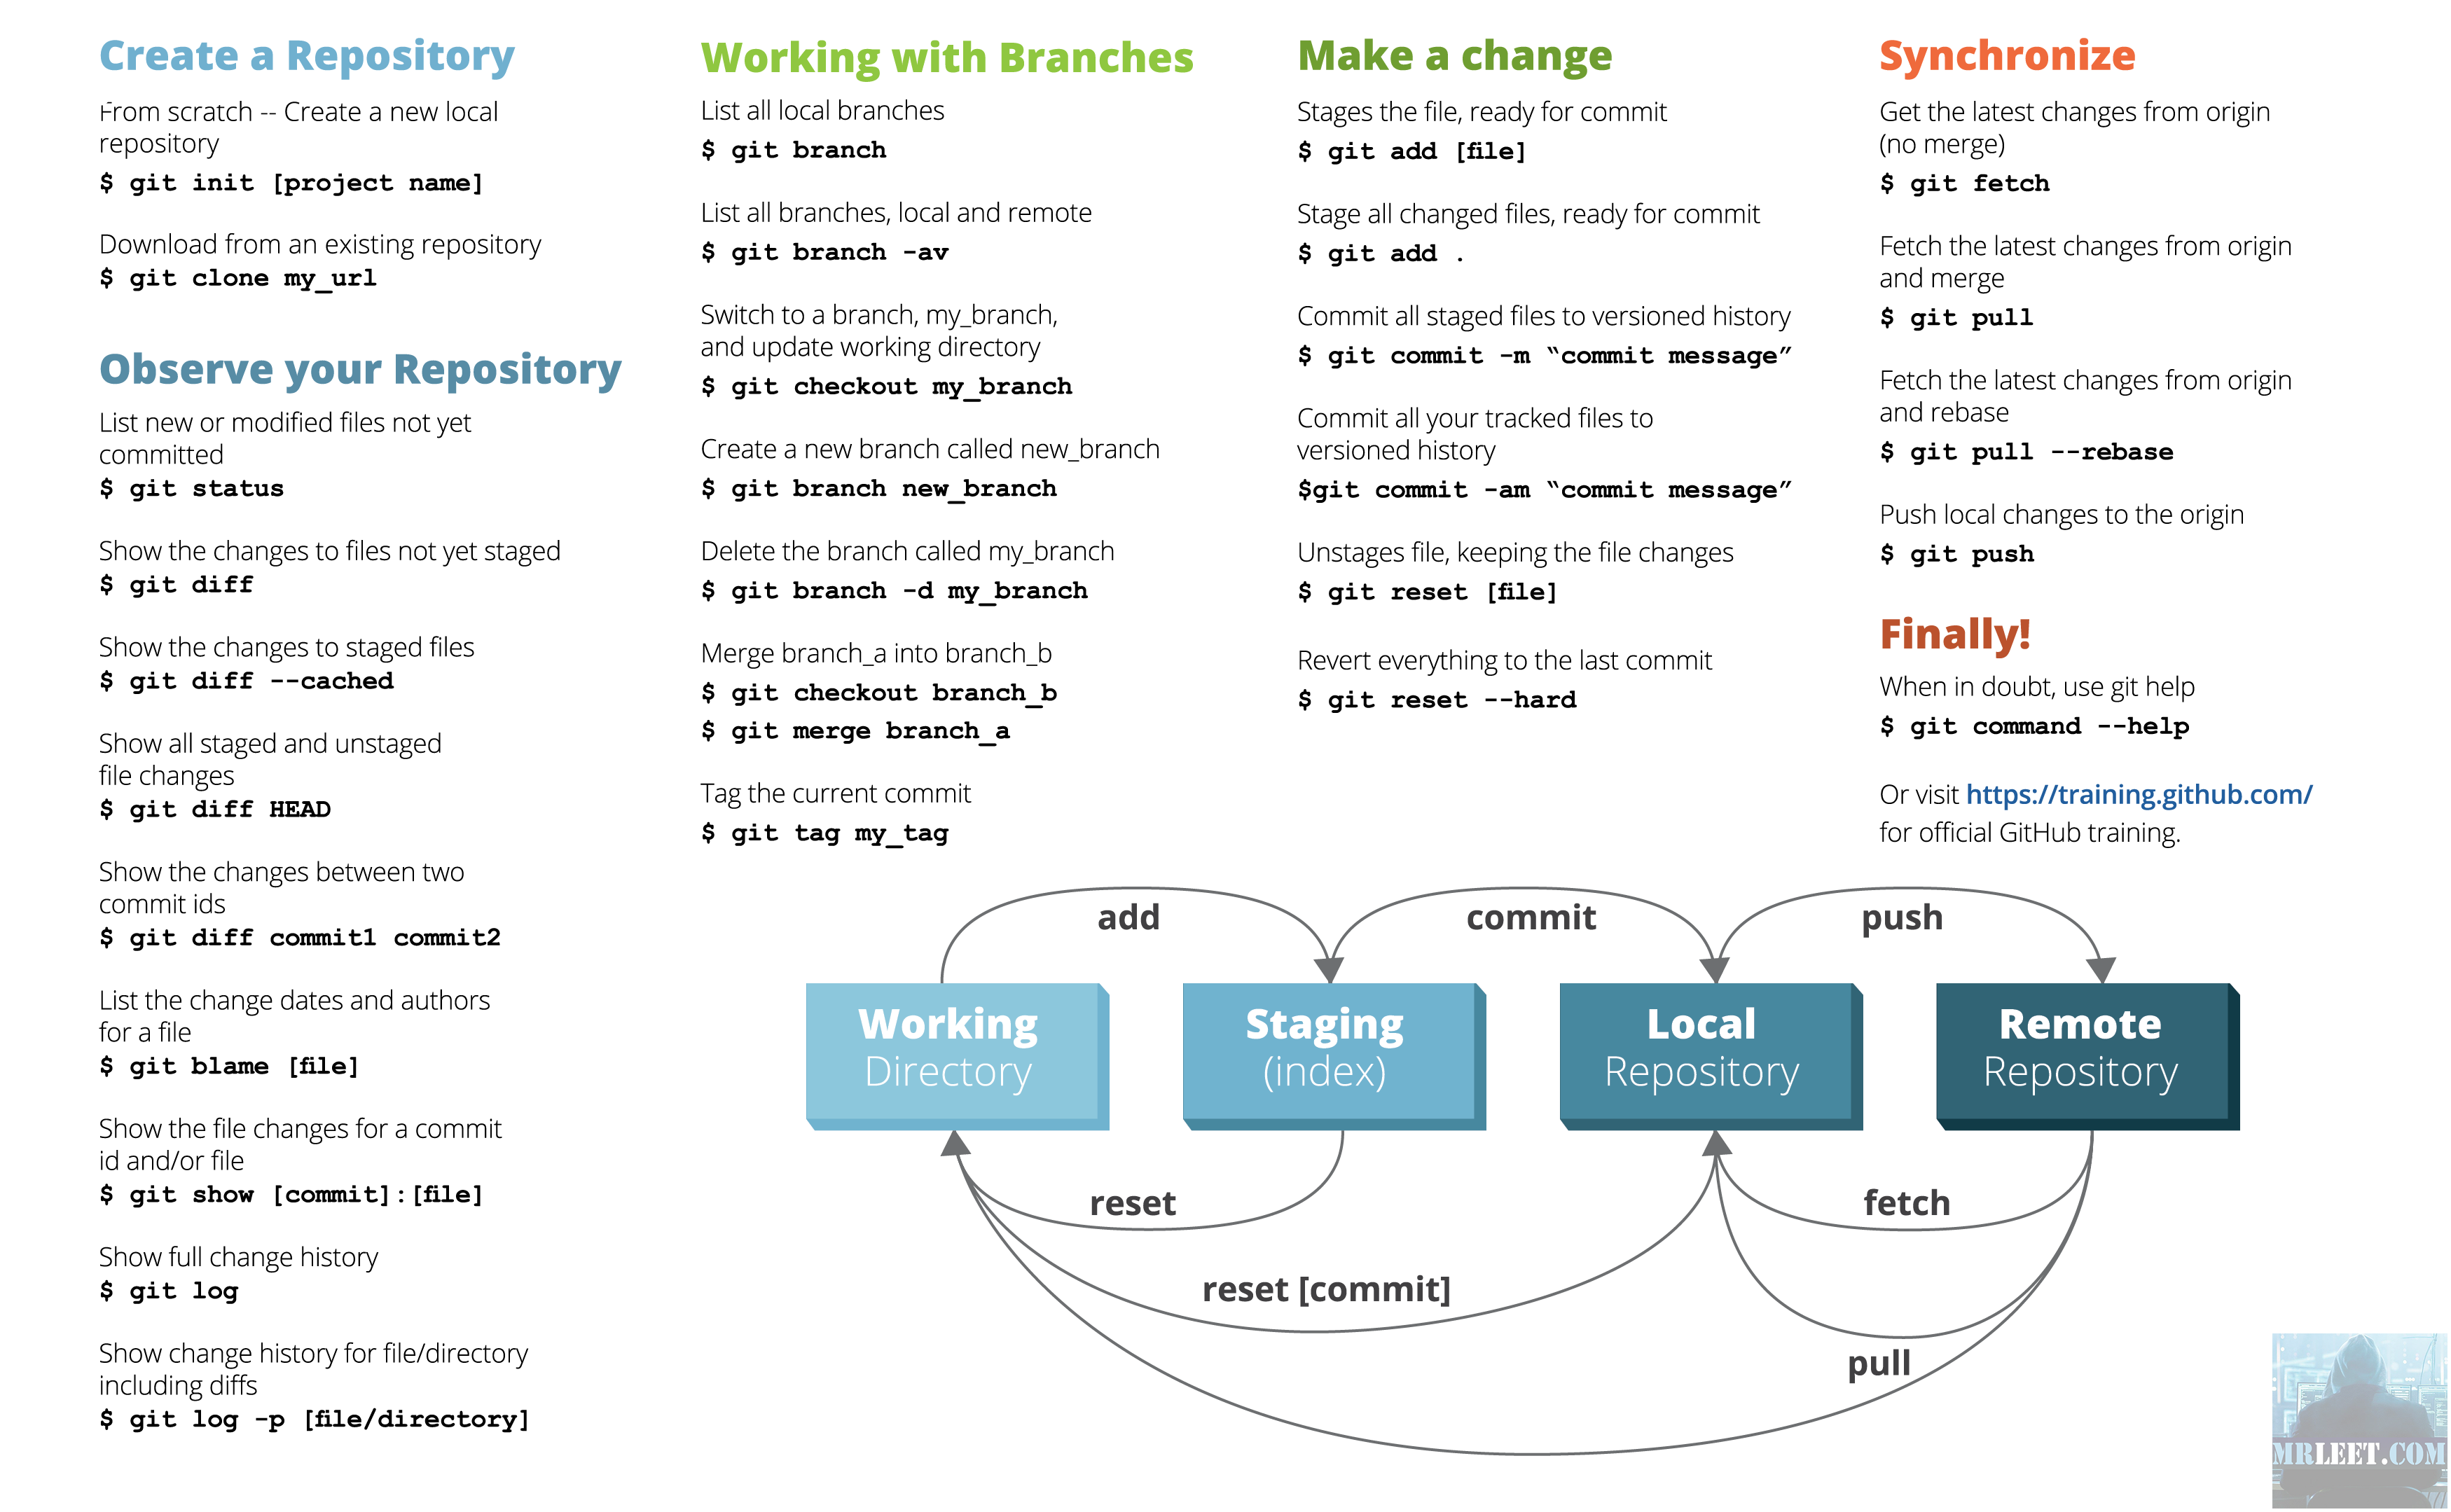 Create a Repository
From scratch -- Create a new local
repository
$ git init [project name]
Download from an existing repository
$ git clone my_url
Observe your Repository
List new or modified files not yet
committed
$ git status
Show the changes to files not yet staged
$ git diff
Show the changes to staged files
$ git diff --cached
Show all staged and unstaged
file changes
$ git diff HEAD
Show the changes between two
commit ids
$ git diff commit1 commit2
List the change dates and authors
for a file
$ git blame [file]
Show the file changes for a commit
id and/or file
$ git show [commit]:[file]
Show full change history
$ git log
Show change history for file/directory
including diffs
$ git log -p [file/directory]
Working with Branches
List all local branches
$ git branch
List all branches, local and remote
$ git branch -av
Switch to a branch, my_branch,
and update working directory
$ git checkout my_branch
Create a new branch called new_branch
$ git branch new_branch
Delete the branch called my_branch
$ git branch -d my_branch
Merge branch_a into branch_b
$ git checkout branch_b
$ git merge branch_a
Tag the current commit
$ git tag my_tag
Make a change
Stages the file, ready for commit
$ git add [file]
Stage all changed files, ready for commit
$ git add .
Commit all staged files to versioned history
$ git commit -m “commit message”
Commit all your tracked files to
versioned history
$git commit -am “commit message”
Unstages file, keeping the file changes
$ git reset [file]
Revert everything to the last commit
$ git reset --hard
Synchronize
Get the latest changes from origin
(no merge)
$ git fetch
Fetch the latest changes from origin
and merge
$ git pull
Fetch the latest changes from origin
and rebase
$ git pull --rebase
Push local changes to the origin
$ git push
Finally!
When in doubt, use git help
$ git command --help
Or visit https://training.github.com/
for official GitHub training.
add
commit
push
Working
Directory
Staging
(index)
Local
Repository
Remote
Repository
reset
fetch
reset [commit]
pull
MRLEET.COM